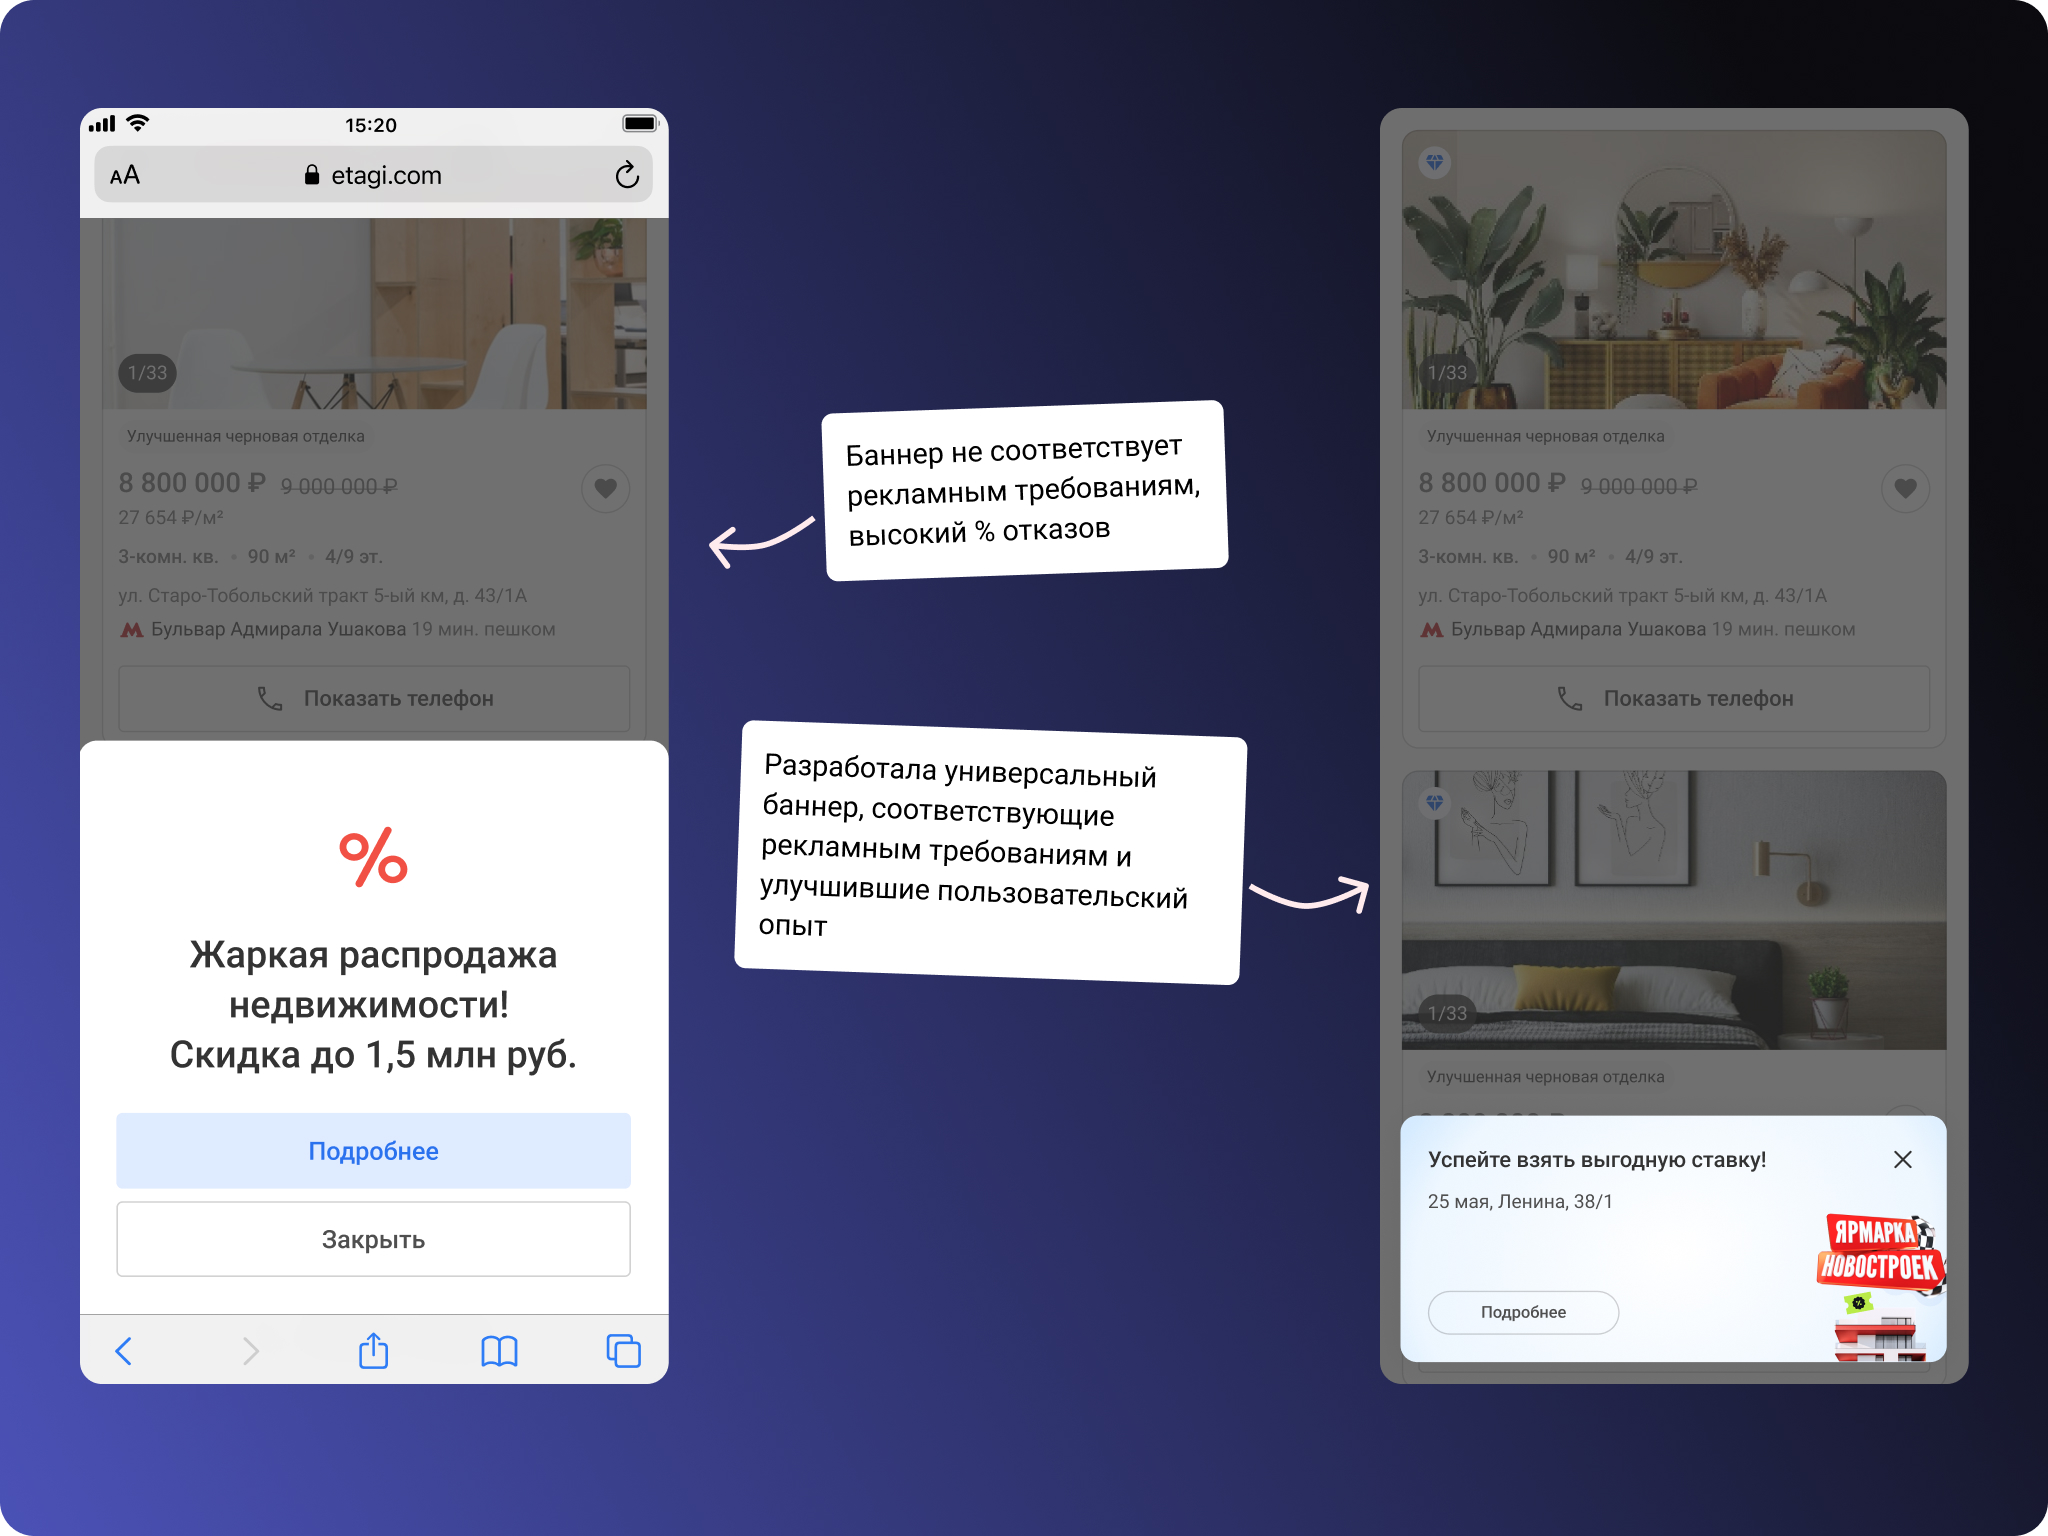 15:20
AA
etagi.com
1/33
Улучшенная черновая отделка
8 800 000 ₽ 9 000 000 ₽
27 654 ₽/м²
3-комн. кв. • 90 м² • 4/9 эт.
ул. Старо-Тобольский тракт 5-ый км, д. 43/1А
Бульвар Адмирала Ушакова 19 мин. пешком
Показать телефон
%
Жаркая распродажа
недвижимости!
Скидка до 1,5 млн руб.
Подробнее
Закрыть
Баннер не соответствует
рекламным требованиям,
высокий % отказов
Разработала универсальный
баннер, соответствующие
рекламным требованиям и
улучшившие пользовательский
опыт
1/33
Улучшенная черновая отделка
8 800 000 ₽ 9 000 000 ₽
27 654 ₽/м²
3-комн. кв. • 90 м² • 4/9 эт.
ул. Старо-Тобольский тракт 5-ый км, д. 43/1А
Бульвар Адмирала Ушакова 19 мин. пешком
Показать телефон
1/33
Улучшенная черновая отделка
Успейте взять выгодную ставку!
25 мая, Ленина, 38/1
ЯРМАРКА
НОВОСТРОЕК
%
Подробнее